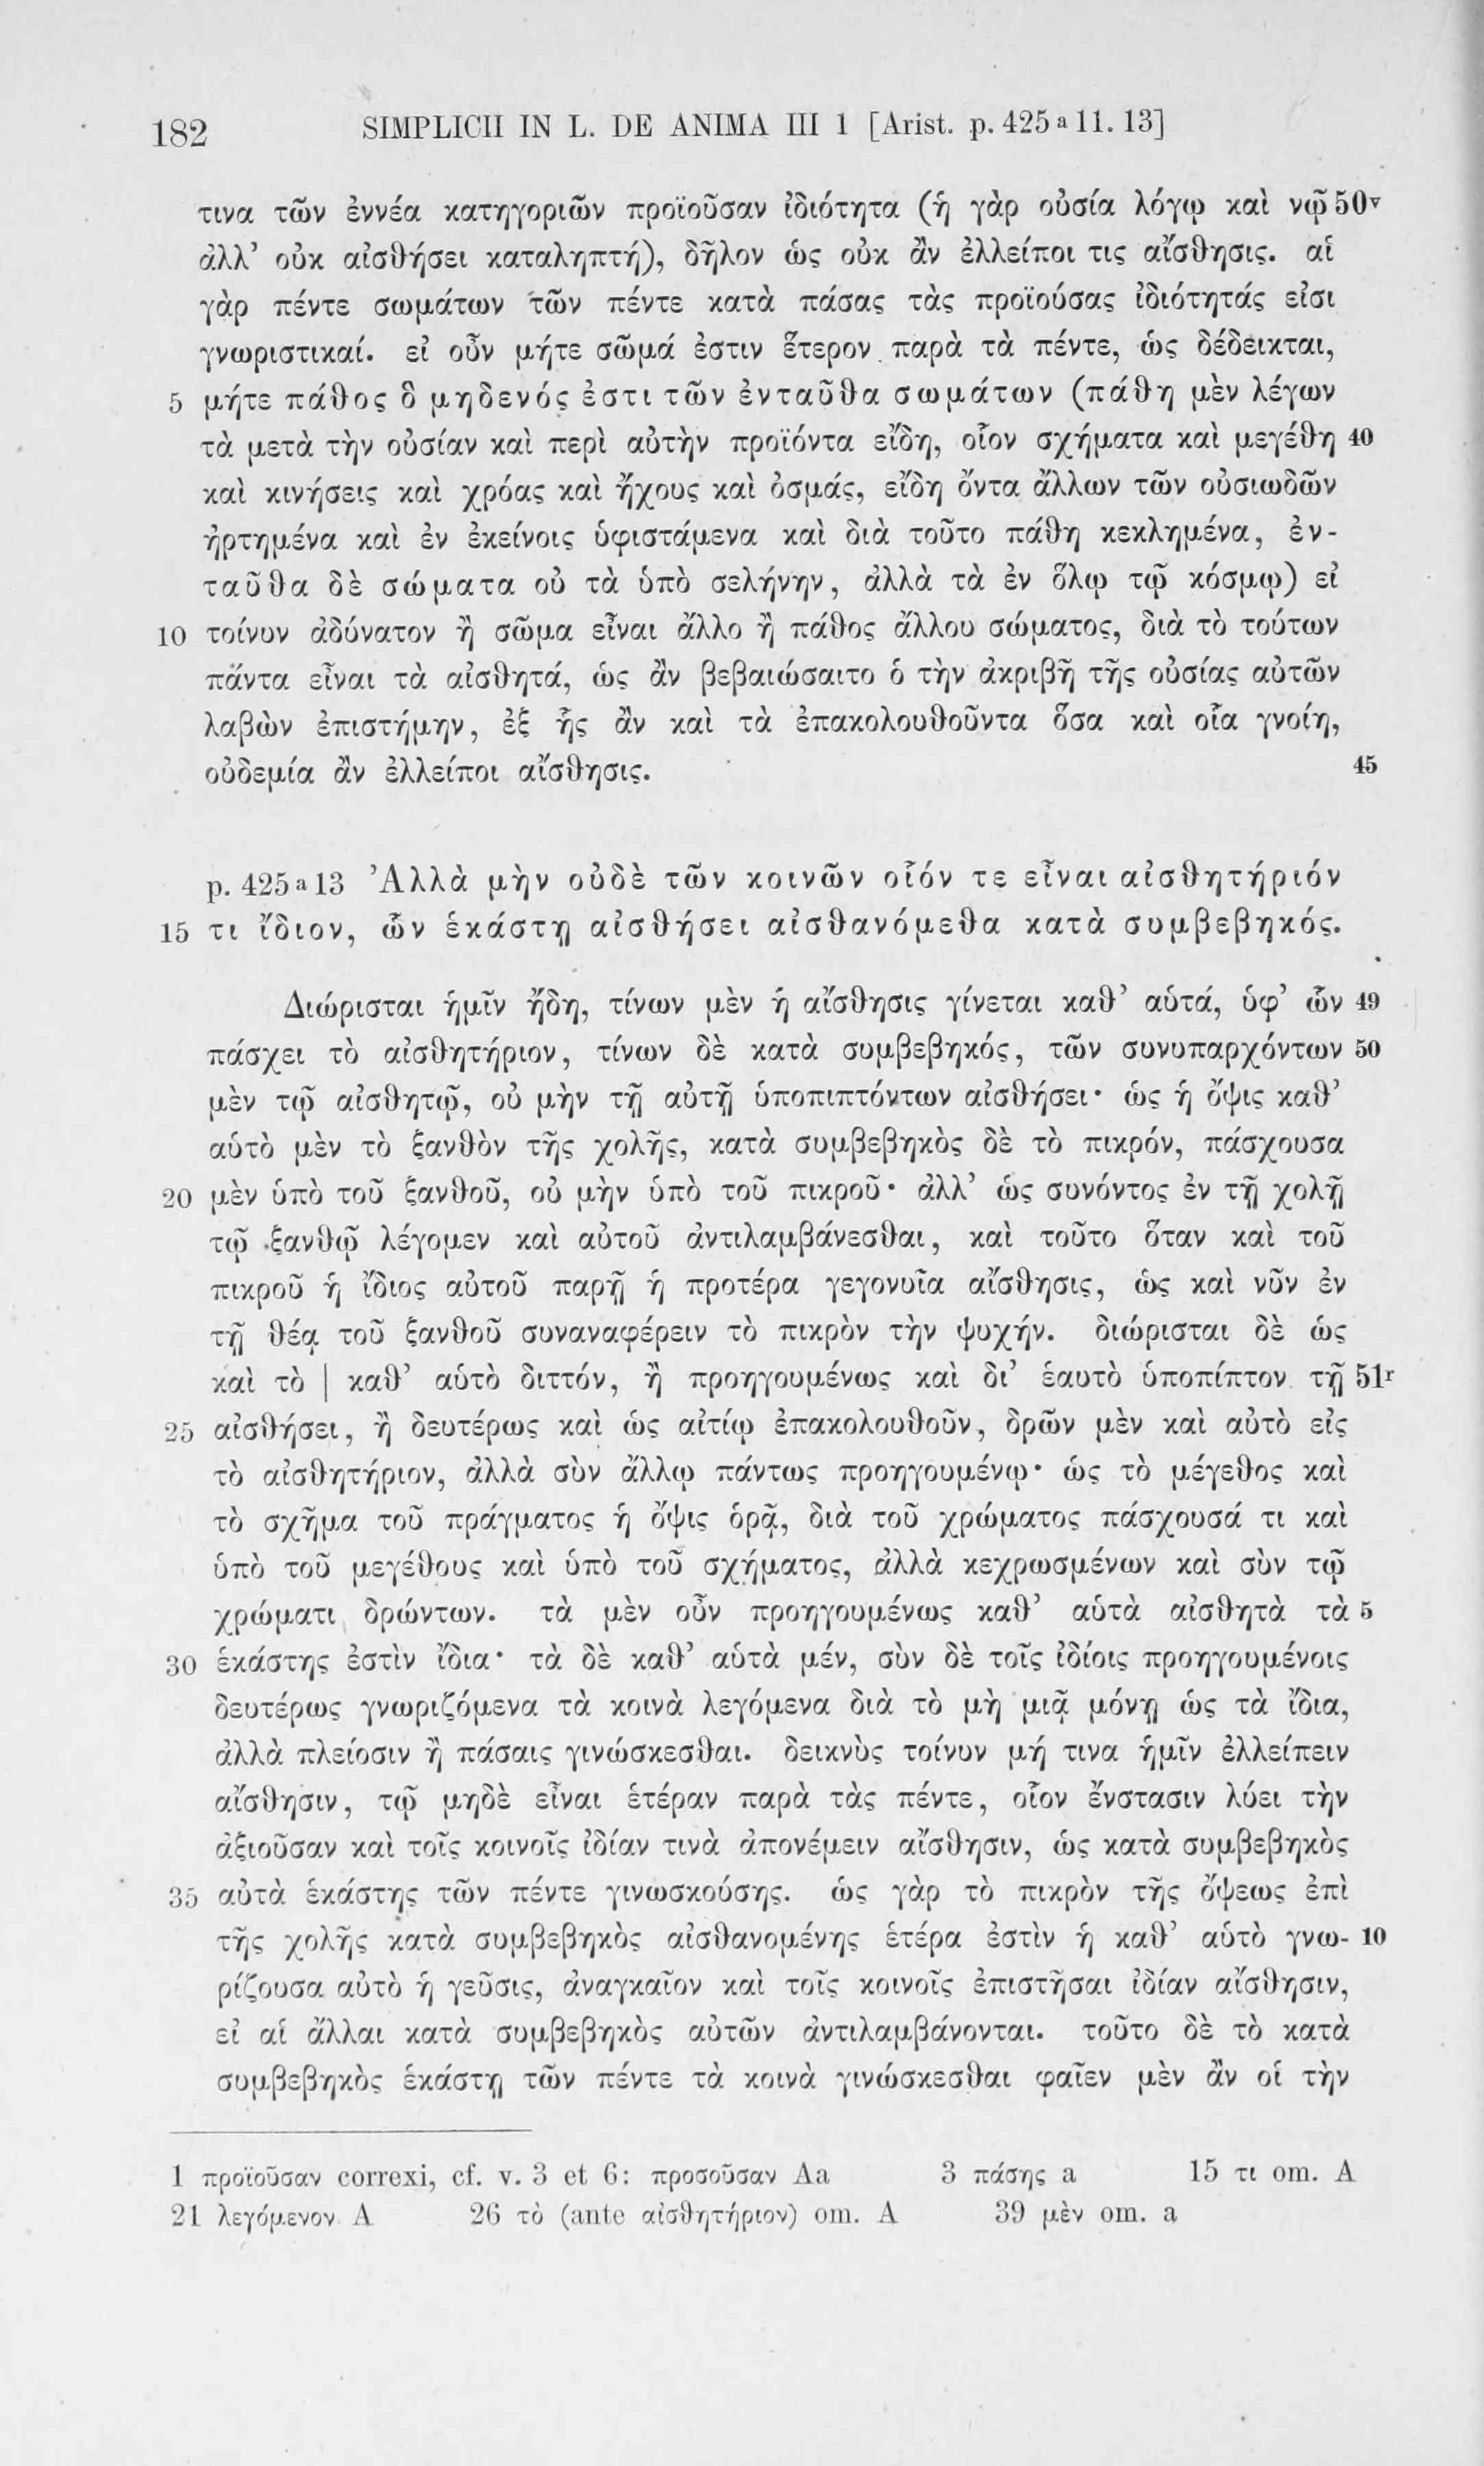 182 SIMPLICII IN L. DE ANIMA III 1 [Arist. p. 425 a 11. 13]
τινα τῶν ἐννέα κατηγοριῶν προϊοῦσαν ἰδιότητα (ἡ γὰρ οὐσία λόγῳ καὶ νῷ 50v
ἀλλ’ οὐκ αἰσθήσει καταληπτή), δῆλον ὡς οὐκ ἂν ἐλλείποι τις αἴσθησις. αἱ
γὰρ πέντε σωμάτων τῶν πέντε κατὰ πάσας τὰς προϊούσας ἰδιότητάς εἰσι
γνωριστικαί. εἰ οὖν μήτε σῶμά ἐστιν ἕτερον παρὰ τὰ πέντε, ὡς δέδεικται,
5 μήτε πάθος ὃ μηδενός ἐστι τῶν ἐνταῦθα σωμάτων (πάθη μὲν λέγων
τὰ μετὰ τὴν οὐσίαν καὶ περὶ αὐτὴν προϊόντα εἴδη, οἷον σχήματα καὶ μεγέθη 40
καὶ κινήσεις καὶ χρόας καὶ ἤχους καὶ ὀσμάς, εἴδη ὄντα ἄλλων τῶν οὐσιωδῶν
ἠρτημένα καὶ ἐν ἐκείνοις ὑφιστάμενα καὶ διὰ τοῦτο πάθη κεκλημένα, ἐν-
ταῦθα δὲ σώματα οὐ τὰ ὑπὸ σελήνην, ἀλλὰ τὰ ἐν ὅλῳ τῷ κόσμῳ) εἰ
10 τοίνυν ἀδύνατον ἢ σῶμα εἶναι ἄλλο ἢ πάθος ἄλλου σώματος, διὰ τὸ τούτων
πάντα εἶναι τὰ αἰσθητά, ὡς ἂν βεβαιώσαιτο ὁ τὴν ἀκριβῆ τῆς οὐσίας αὐτῶν
λαβὼν ἐπιστήμην, ἐξ ἧς ἂν καὶ τὰ ἐπακολουθοῦντα ὅσα καὶ οἷα γνοίη,
οὐδεμία ἂν ἐλλείποι αἴσθησις. 45
p. 425 a 13 Ἀλλὰ μὴν οὐδὲ τῶν κοινῶν οἷόν τε εἶναι αἰσθητήριόν
15 τι ἴδιον, ὧν ἑκάστῃ αἰσθήσει αἰσθανόμεθα κατὰ συμβεβηκός.
Διώρισται ἡμῖν ἤδη, τίνων μὲν ἡ αἴσθησις γίνεται καθ’ αὑτά, ὑφ’ ὧν 49
πάσχει τὸ αἰσθητήριον, τίνων δὲ κατὰ συμβεβηκός, τῶν συνυπαρχόντων 50
μὲν τῷ αἰσθητῷ, οὐ μὴν τῇ αὐτῇ ὑποπιπτόντων αἰσθήσει· ὡς ἡ ὄψις καθ’
αὑτὸ μὲν τὸ ξανθὸν τῆς χολῆς, κατὰ συμβεβηκὸς δὲ τὸ πικρόν, πάσχουσα
20 μὲν ὑπὸ τοῦ ξανθοῦ, οὐ μὴν ὑπὸ τοῦ πικροῦ· ἀλλ’ ὡς συνόντος ἐν τῇ χολῇ
τῷ ξανθῷ λέγομεν καὶ αὐτοῦ ἀντιλαμβάνεσθαι, καὶ τοῦτο ὅταν καὶ τοῦ
πικροῦ ἡ ἴδιος αὐτοῦ παρῇ ἡ προτέρα γεγονυῖα αἴσθησις, ὡς καὶ νῦν ἐν
τῇ θέᾳ τοῦ ξανθοῦ συναναφέρειν τὸ πικρὸν τὴν ψυχήν. διώρισται δὲ ὡς
καὶ τὸ | καθ’ αὑτὸ διττόν, ἢ προηγουμένως καὶ δι’ ἑαυτὸ ὑποπίπτον τῇ 51r
25 αἰσθήσει, ἢ δευτέρως καὶ ὡς αἰτίῳ ἐπακολουθοῦν, δρῶν μὲν καὶ αὐτὸ εἰς
τὸ αἰσθητήριον, ἀλλὰ σὺν ἄλλῳ πάντως προηγουμένῳ· ὡς τὸ μέγεθος καὶ
τὸ σχῆμα τοῦ πράγματος ἡ ὄψις ὁρᾷ, διὰ τοῦ χρώματος πάσχουσά τι καὶ
ὑπὸ τοῦ μεγέθους καὶ ὑπὸ τοῦ σχήματος, ἀλλὰ κεχρωσμένων καὶ σὺν τῷ
χρώματι δρώντων. τὰ μὲν οὖν προηγουμένως καθ’ αὑτὰ αἰσθητὰ τὰ 5
30 ἑκάστης ἐστὶν ἴδια· τὰ δὲ καθ’ αὑτὰ μέν, σὺν δὲ τοῖς ἰδίοις προηγουμένοις
δευτέρως γνωριζόμενα τὰ κοινὰ λεγόμενα διὰ τὸ μὴ μιᾷ μόνῃ ὡς τὰ ἴδια,
ἀλλὰ πλείοσιν ἢ πάσαις γινώσκεσθαι. δεικνὺς τοίνυν μή τινα ἡμῖν ἐλλείπειν
αἴσθησιν, τῷ μηδὲ εἶναι ἑτέραν παρὰ τὰς πέντε, οἷον ἔνστασιν λύει τὴν
ἀξιοῦσαν καὶ τοῖς κοινοῖς ἰδίαν τινὰ ἀπονέμειν αἴσθησιν, ὡς κατὰ συμβεβηκὸς
35 αὐτὰ ἑκάστης τῶν πέντε γινωσκούσης. ὡς γὰρ τὸ πικρὸν τῆς ὄψεως ἐπὶ
τῆς χολῆς κατὰ συμβεβηκὸς αἰσθανομένης ἑτέρα ἐστὶν ἡ καθ’ αὑτὸ γνω- 10
ρίζουσα αὐτὸ ἡ γεῦσις, ἀναγκαῖον καὶ τοῖς κοινοῖς ἐπιστῆσαι ἰδίαν αἴσθησιν,
εἰ αἱ ἄλλαι κατὰ συμβεβηκὸς αὐτῶν ἀντιλαμβάνονται. τοῦτο δὲ τὸ κατὰ
συμβεβηκὸς ἑκάστῃ τῶν πέντε τὰ κοινὰ γινώσκεσθαι φαῖεν μὲν ἂν οἱ τὴν
1 προϊοῦσαν correxi, cf. v. 3 et 6: προσοῦσαν Aa 3 πάσης a 15 τι om. A
21 λεγόμενον A 26 τὸ (ante αἰσθητήριον) om. A 39 μὲν om. a